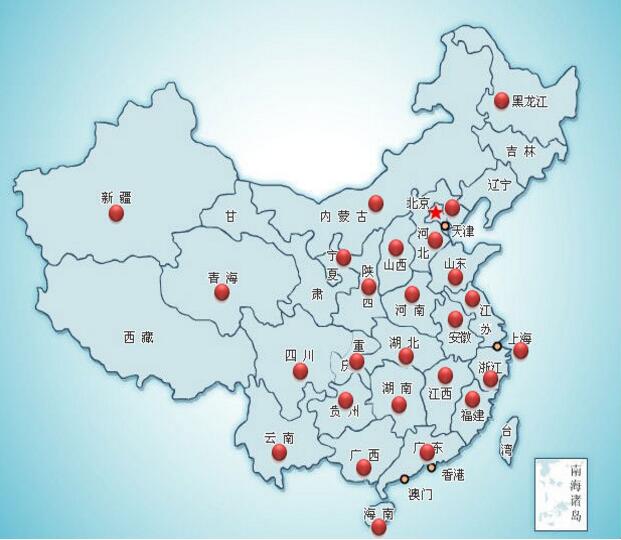 黑龙江
吉林
辽宁
新疆
甘
内蒙古
北京
天津
河
北
宁
夏
陕
四
山西
山东
青海
肃
河南
江
苏
安徽
上海
西藏
四川
重
庆
湖北
浙江
湖南
江西
贵州
福建
云南
广西
广东
台
湾
香港
澳门
海南
南
海
诸
岛